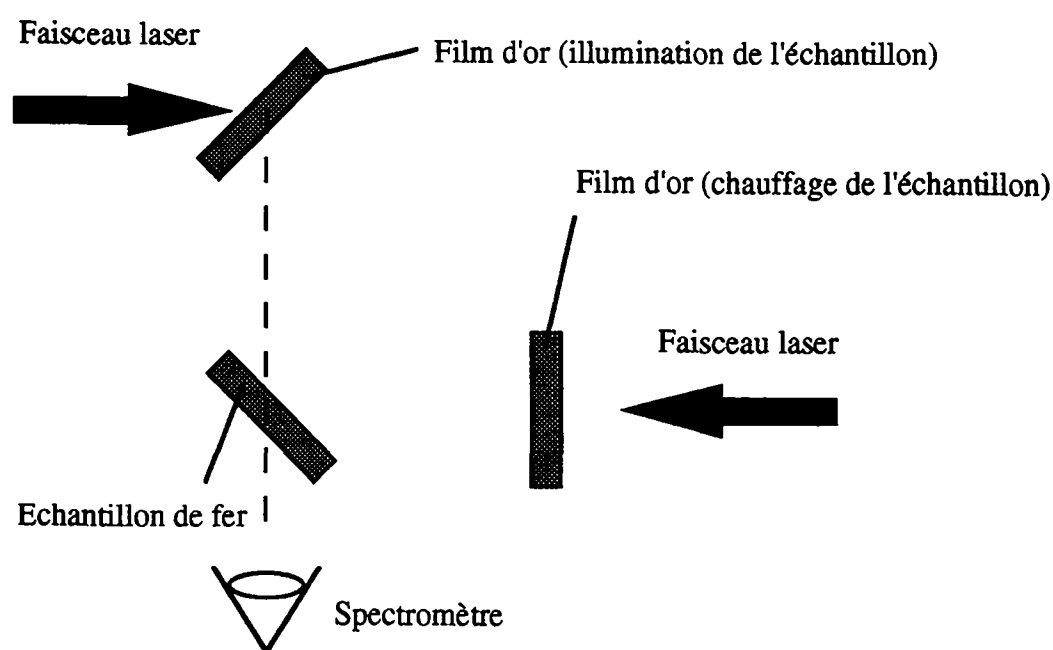 Faisceau laser
Film d'or (illumination de l'échantillon)
Film d'or (chauffage de l'échantillon)
Faisceau laser
Echantillon de fer
Spectromètre